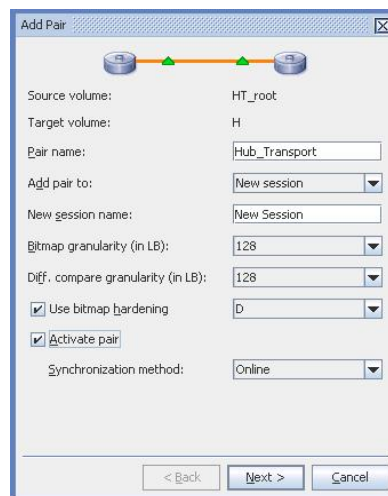 Add Pair
Source volume: HT_root
Target volume: H
Pair name: Hub_Transport
Add pair to: New session
New session name: New Session
Bitmap granularity (in LB): 128
Diff. compare granularity (in LB): 128
Use bitmap hardening D
Activate pair
Synchronization method: Online
< Back Next > Cancel